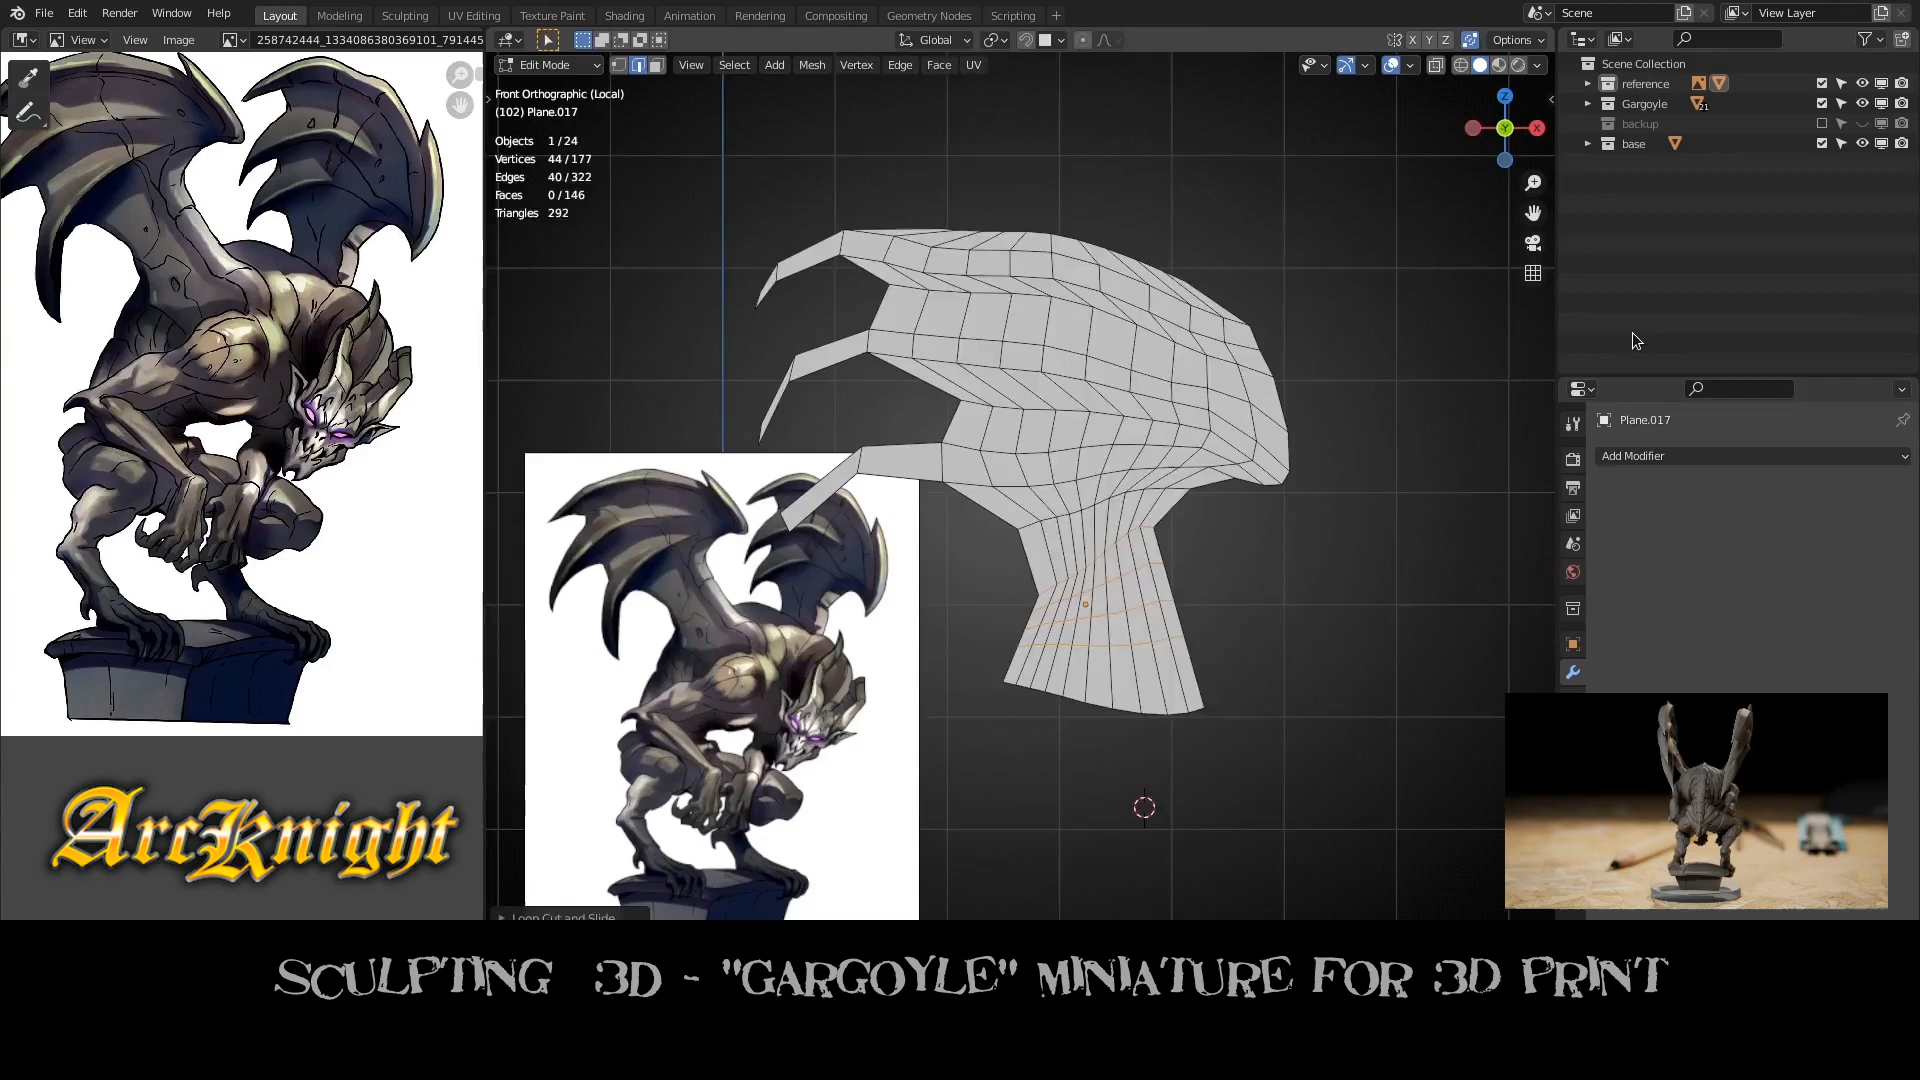 File Edit Render Window Help
Layout Modeling Sculpting UV Editing Texture Paint Shading Animation Rendering Compositing Geometry Nodes Scripting +
Scene View Layer
View View Image 258742444_1334086380369101_791445
Global Options
X Y Z
Edit Mode View Select Add Mesh Vertex Edge Face UV
Front Orthographic (Local)
(102) Plane.017
Objects 1 / 24
Vertices 44 / 177
Edges 40 / 322
Faces 0 / 146
Triangles 292
Z
Y
X
Scene Collection
reference
Gargoyle 21
backup
base
Plane.017
Add Modifier
Loop Cut and Slide
ArcKnight
SCULPTING 3D - "GARGOYLE" MINIATURE FOR 3D PRINT